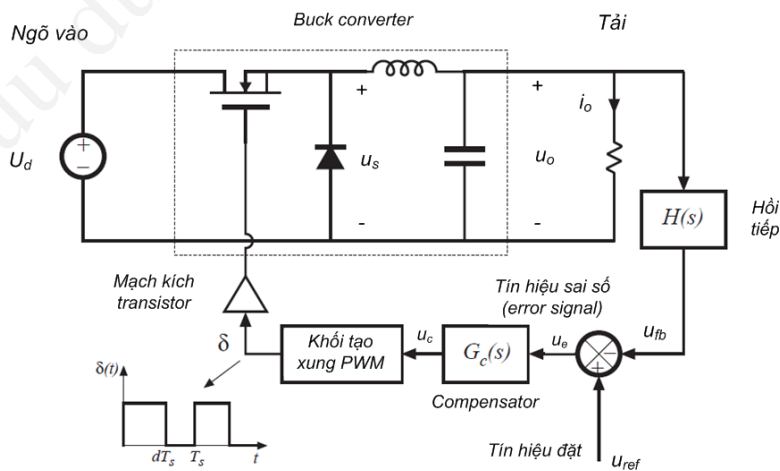 Buck converter
Ngõ vào
Tải
+
+
i_o
U_d
+
-
u_s
u_o
H(s)
Hồi
tiếp
-
-
Mạch kích
transistor
Tín hiệu sai số
(error signal)
δ
Khối tạo
xung PWM
u_c
G_c(s)
u_e
-
+
u_fb
δ(t)
Compensator
dT_s
T_s
t
Tín hiệu đặt
u_ref